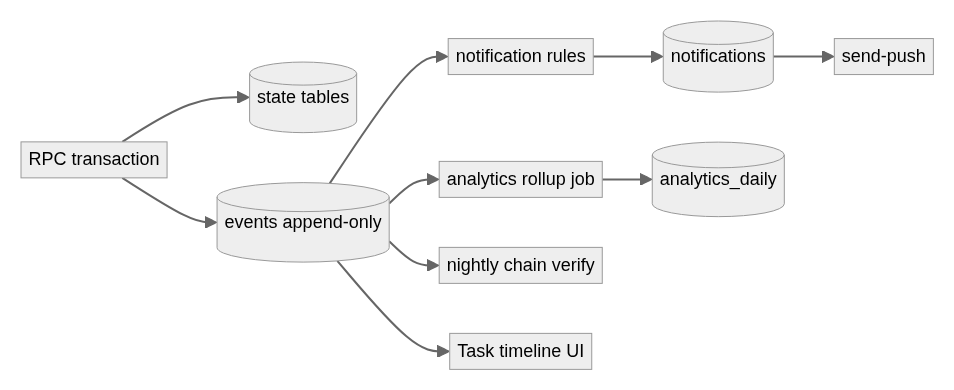 RPC transaction
state tables
events append-only
notification rules
notifications
send-push
analytics rollup job
analytics_daily
nightly chain verify
Task timeline UI